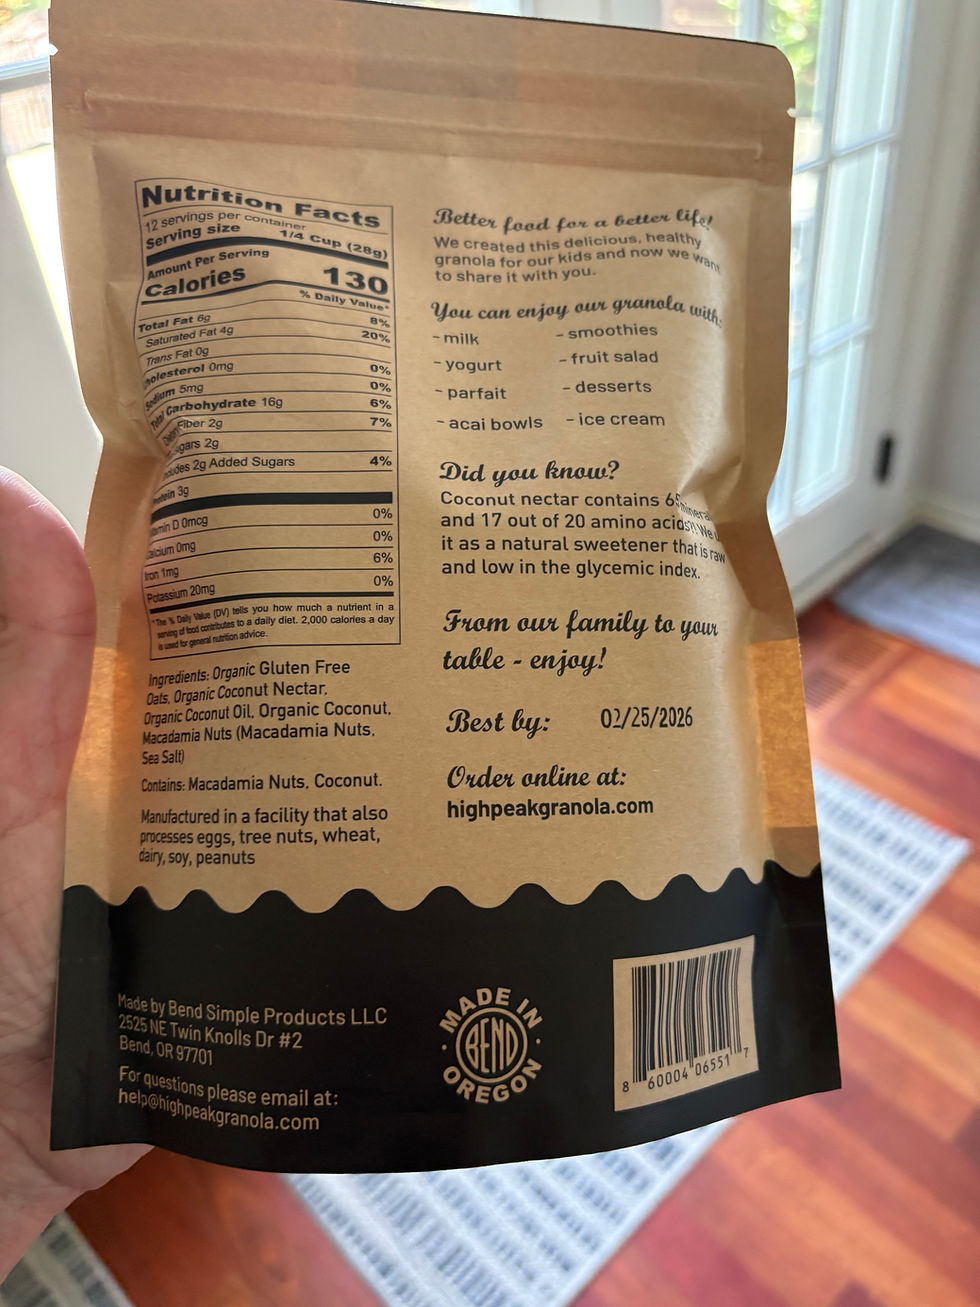 Nutrition Facts
12 servings per container
Serving size 1/4 Cup (28g)
Amount Per Serving
Calories 130
% Daily Value*
Total Fat 6g 8%
Saturated Fat 4g 20%
Trans Fat 0g
olesterol 0mg 0%
Sodium 5mg 0%
Total Carbohydrate 16g 6%
Fiber 2g 7%
gars 2g
udes 2g Added Sugars 4%
otein 3g
amin D 0mcg 0%
alcium 0mg 0%
Iron 1mg 6%
Potassium 20mg 0%
*The % Daily Value (DV) tells you how much a nutrient in a
serving of food contributes to a daily diet. 2,000 calories a day
is used for general nutrition advice.
Ingredients: Organic Gluten Free
Oats, Organic Coconut Nectar,
Organic Coconut Oil, Organic Coconut,
Macadamia Nuts (Macadamia Nuts,
Sea Salt)
Contains: Macadamia Nuts, Coconut.
Manufactured in a facility that also
processes eggs, tree nuts, wheat,
dairy, soy, peanuts
Better food for a better life!
We created this delicious, healthy
granola for our kids and now we want
to share it with you.
You can enjoy our granola with:
- milk - smoothies
- yogurt - fruit salad
- parfait - desserts
- acai bowls - ice cream
Did you know?
Coconut nectar contains 65 mineral
and 17 out of 20 amino acids?! We
it as a natural sweetener that is raw
and low in the glycemic index.
From our family to your
table - enjoy!
Best by: 02/25/2026
Order online at:
highpeakgranola.com
Made by Bend Simple Products LLC
2525 NE Twin Knolls Dr #2
Bend, OR 97701
For questions please email at:
help@highpeakgranola.com
MADE IN
BEND
OREGON
8 60004 06551 7